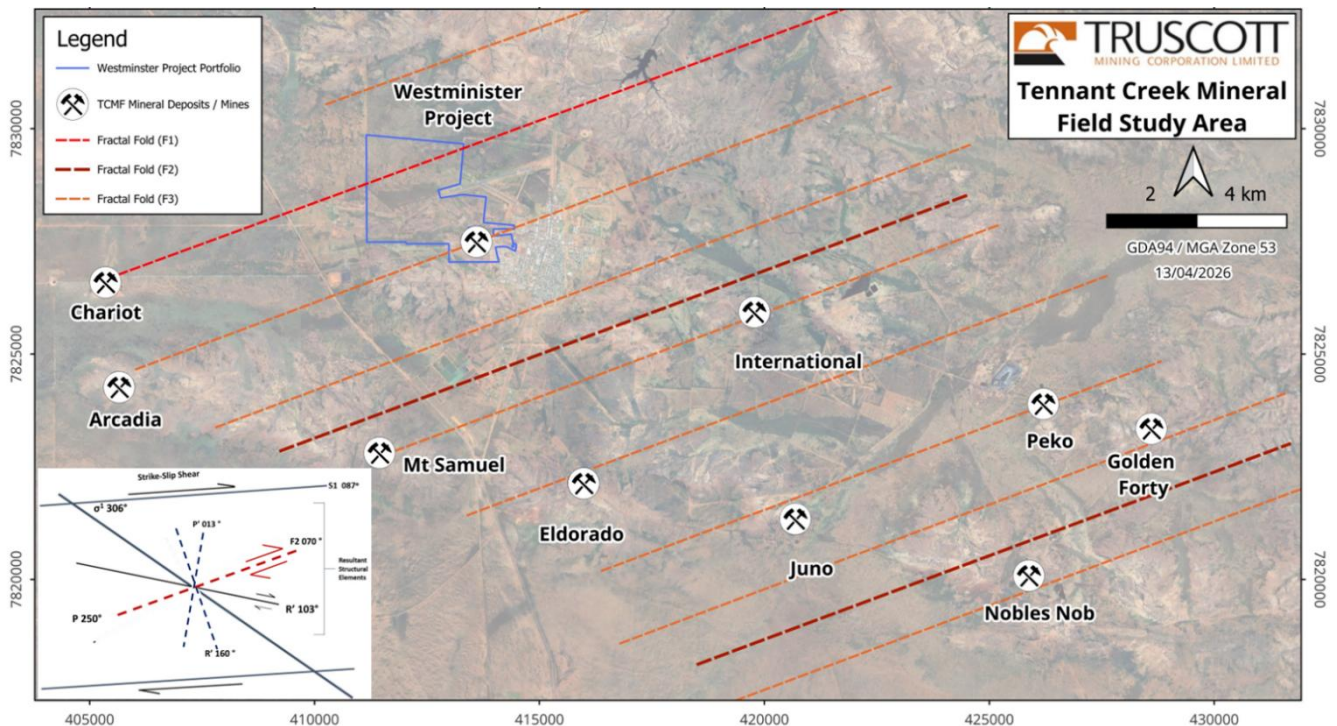 Legend
Westminster Project Portfolio
TCMF Mineral Deposits / Mines
Fractal Fold (F1)
Fractal Fold (F2)
Fractal Fold (F3)
TRUSCOTT
MINING CORPORATION LIMITED
Tennant Creek Mineral
Field Study Area
2 4 km
GDA94 / MGA Zone 53
13/04/2026
Westminister
Project
Chariot
Arcadia
Mt Samuel
International
Eldorado
Juno
Peko
Golden
Forty
Nobles Nob
Strike-Slip Shear
S1 087°
σ¹ 306°
P' 013 °
F2 070 °
Resultant
Structural
Elements
R' 103°
P 250°
R' 160 °
7830000
7825000
7820000
7830000
7825000
7820000
405000 410000 415000 420000 425000 430000